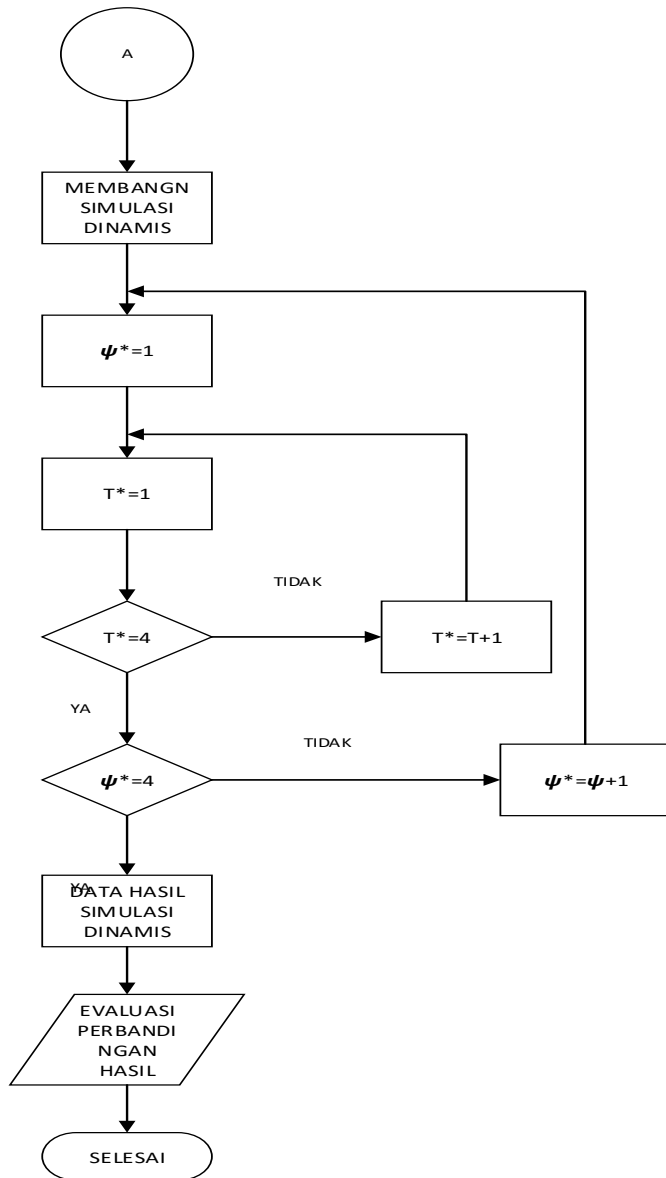 A
MEMBANGN
SIMULASI
DINAMIS
ψ*=1
T*=1
TIDAK
T*=4
T*=T+1
YA
TIDAK
ψ*=4
ψ*=ψ+1
YA
DATA HASIL
SIMULASI
DINAMIS
EVALUASI
PERBANDI
NGAN
HASIL
SELESAI